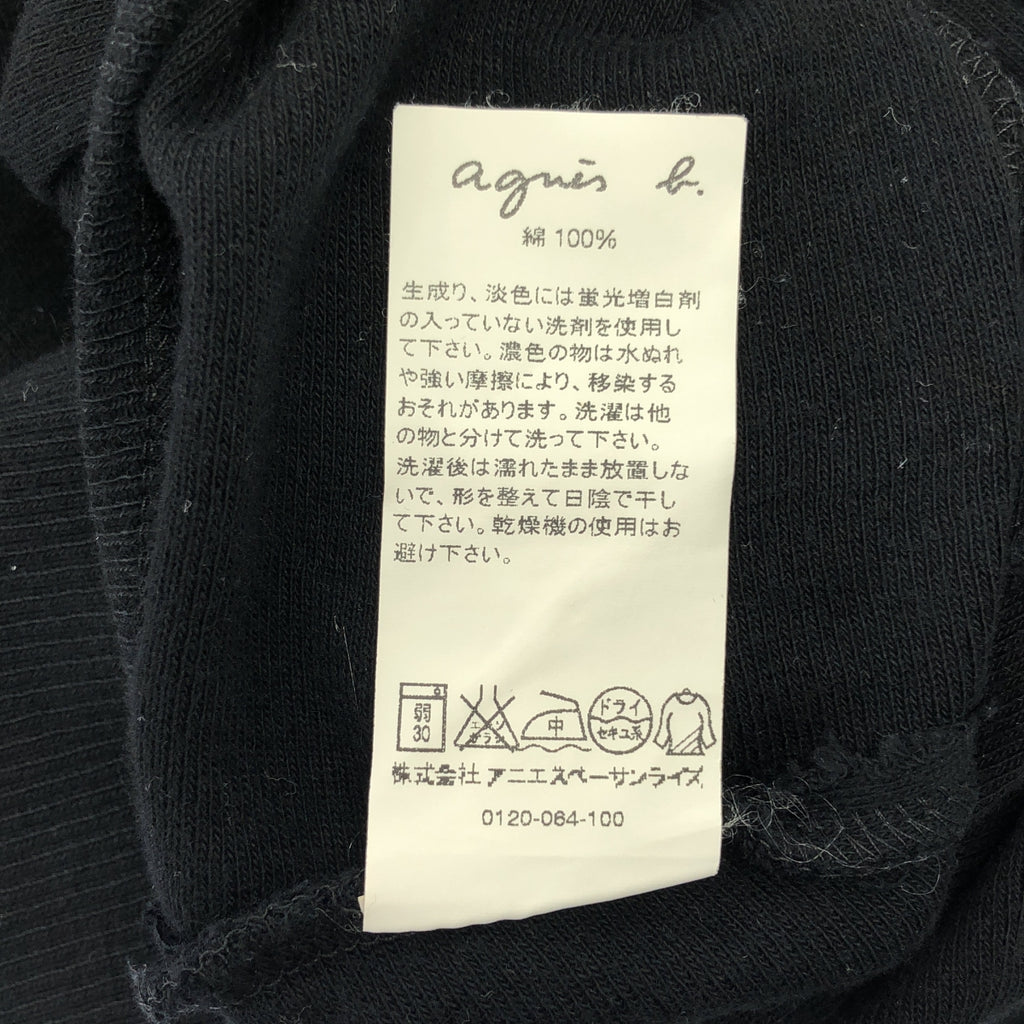 agnès b.
綿 100%
生成り、淡色には蛍光増白剤
の入っていない洗剤を使用し
て下さい。濃色の物は水ぬれ
や強い摩擦により、移染する
おそれがあります。洗濯は他
の物と分けて洗って下さい。
洗濯後は濡れたまま放置しな
いで、形を整えて日陰で干し
て下さい。乾燥機の使用はお
避け下さい。
弱 30 エンソ サラシ 中 ドライ セキユ系
株式会社 アニエスベーサンライズ
0120-064-100